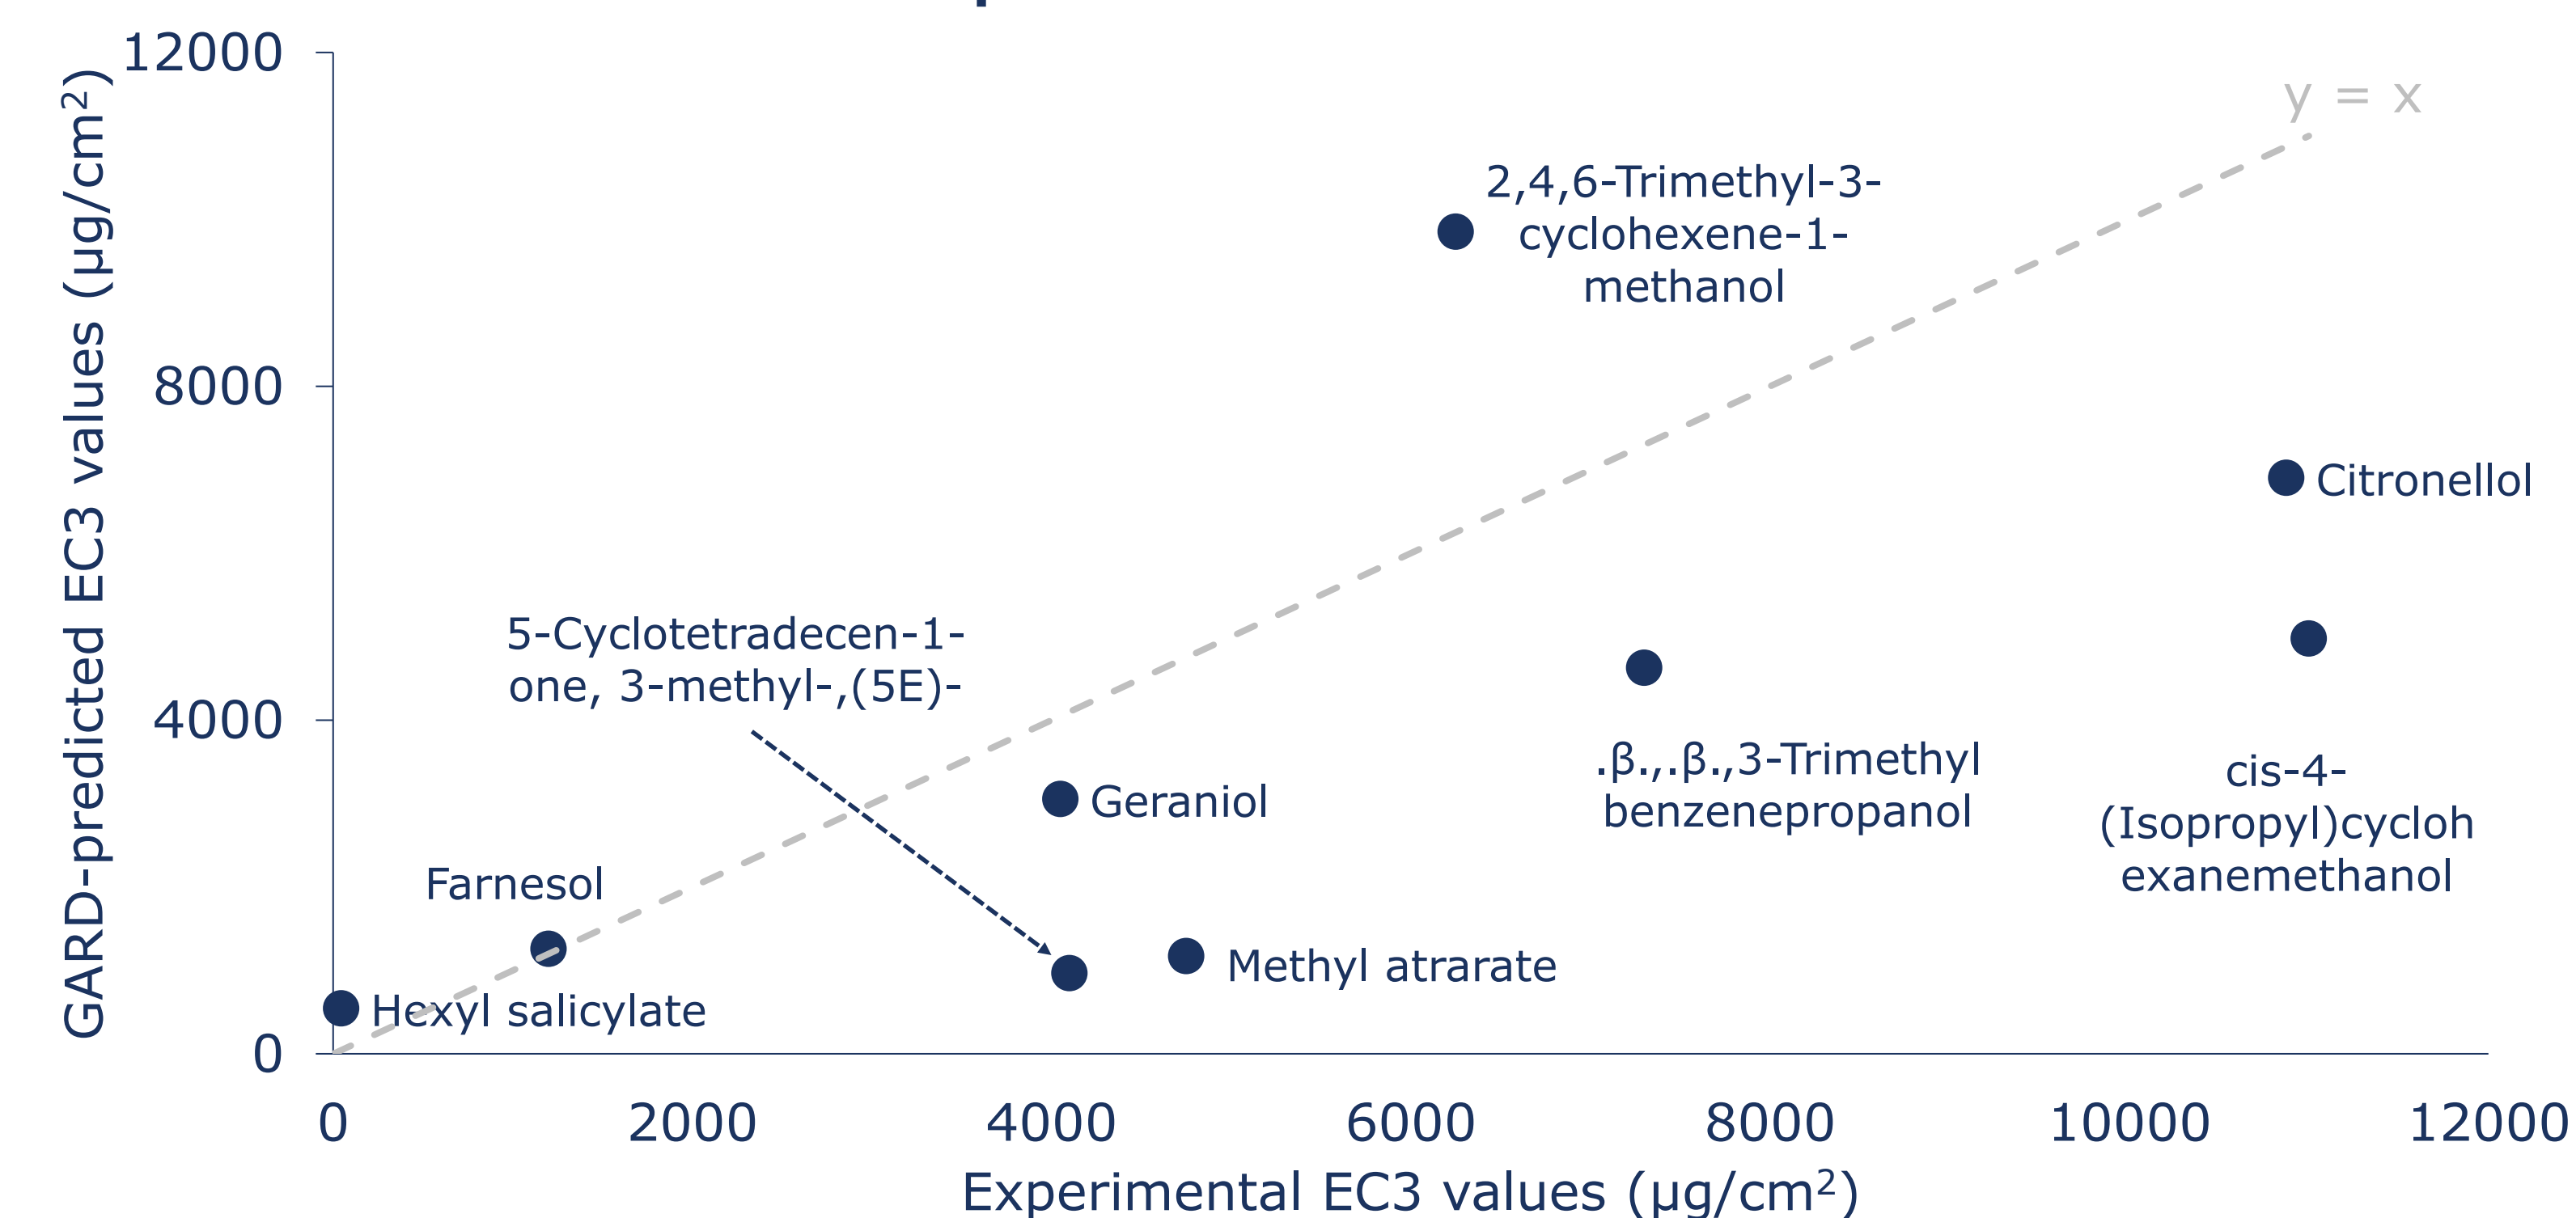 12000
8000
4000
0
GARD-predicted EC3 values (µg/cm²)
y = x
2,4,6-Trimethyl-3-
cyclohexene-1-
methanol
Citronellol
5-Cyclotetradecen-1-
one, 3-methyl-,(5E)-
.β.,.β.,3-Trimethyl
benzenepropanol
cis-4-
(Isopropyl)cycloh
exanemethanol
Geraniol
Farnesol
Methyl atrarate
Hexyl salicylate
0 2000 4000 6000 8000 10000 12000
Experimental EC3 values (µg/cm²)